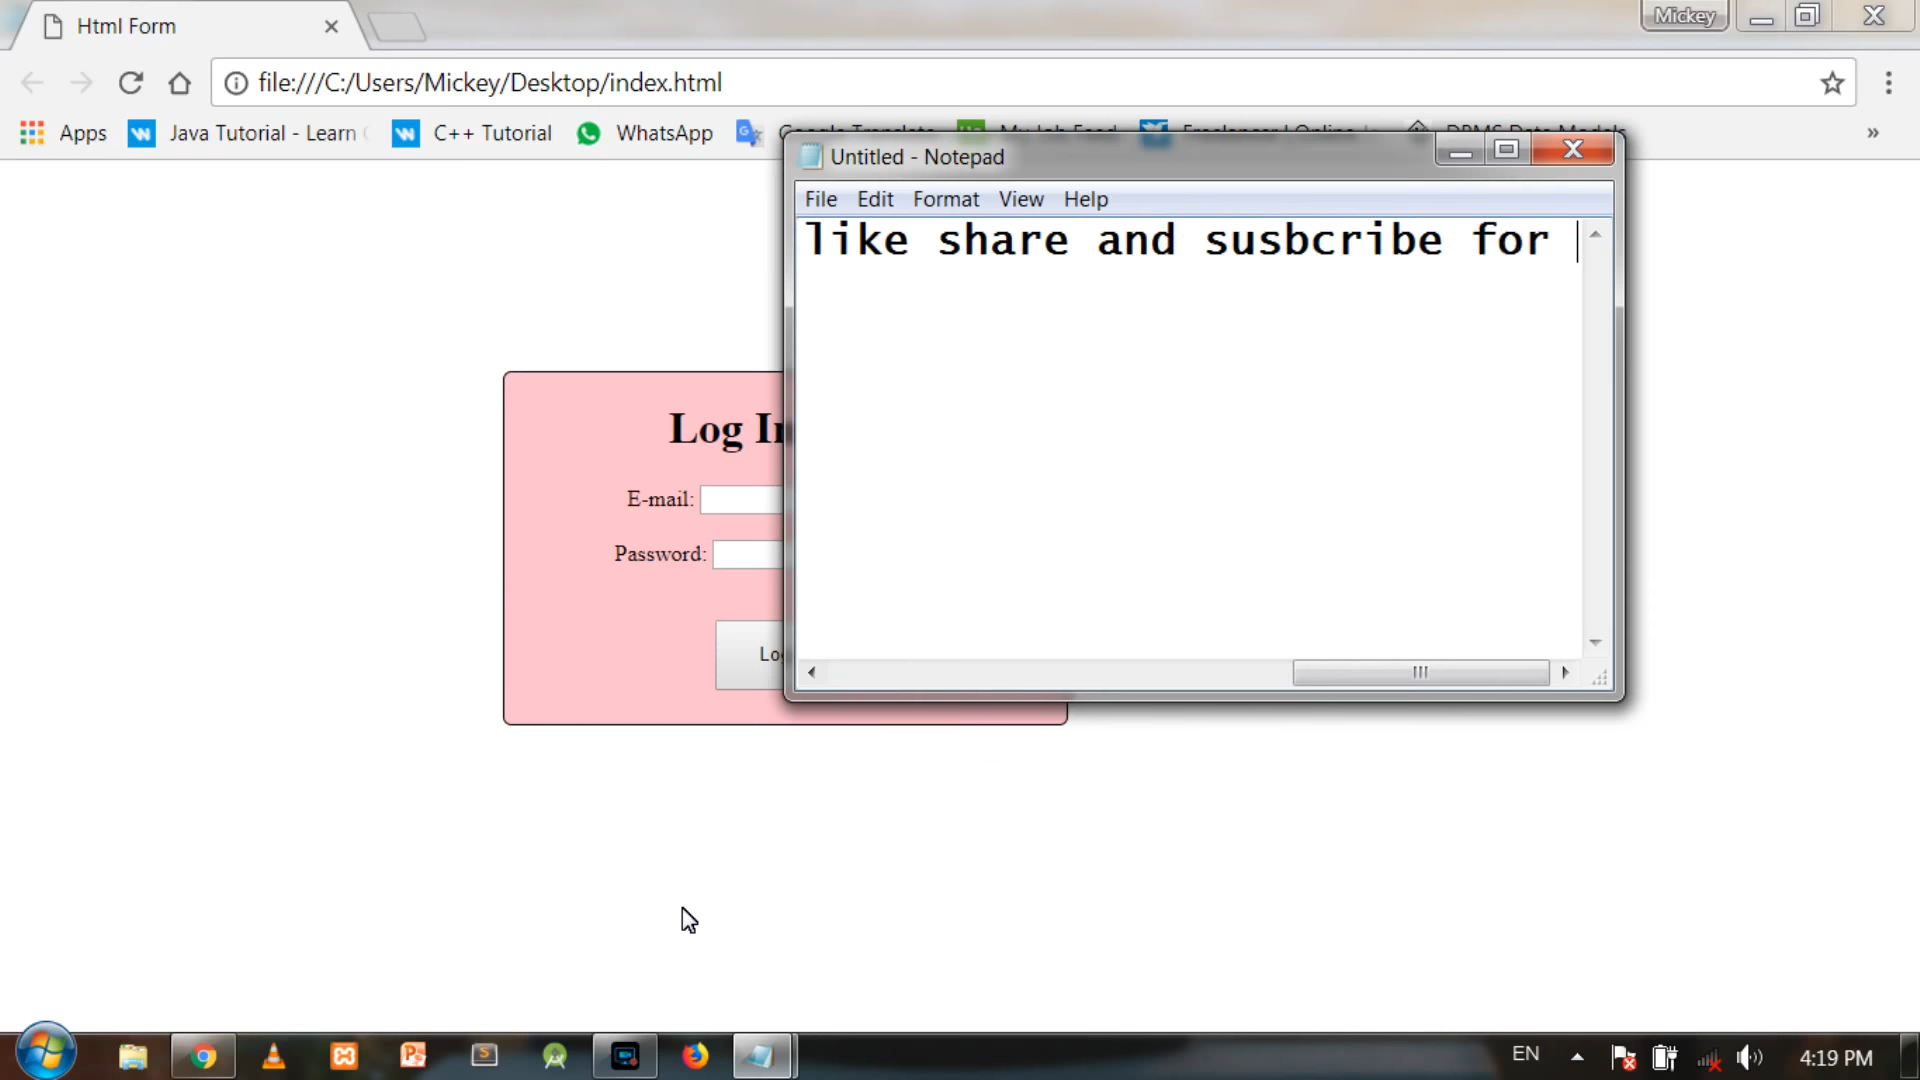 Html Form
Mickey
file:///C:/Users/Mickey/Desktop/index.html
Apps
Java Tutorial - Learn
C++ Tutorial
WhatsApp
Untitled - Notepad
File Edit Format View Help
like share and susbcribe for
Log In
E-mail:
Password:
EN
4:19 PM